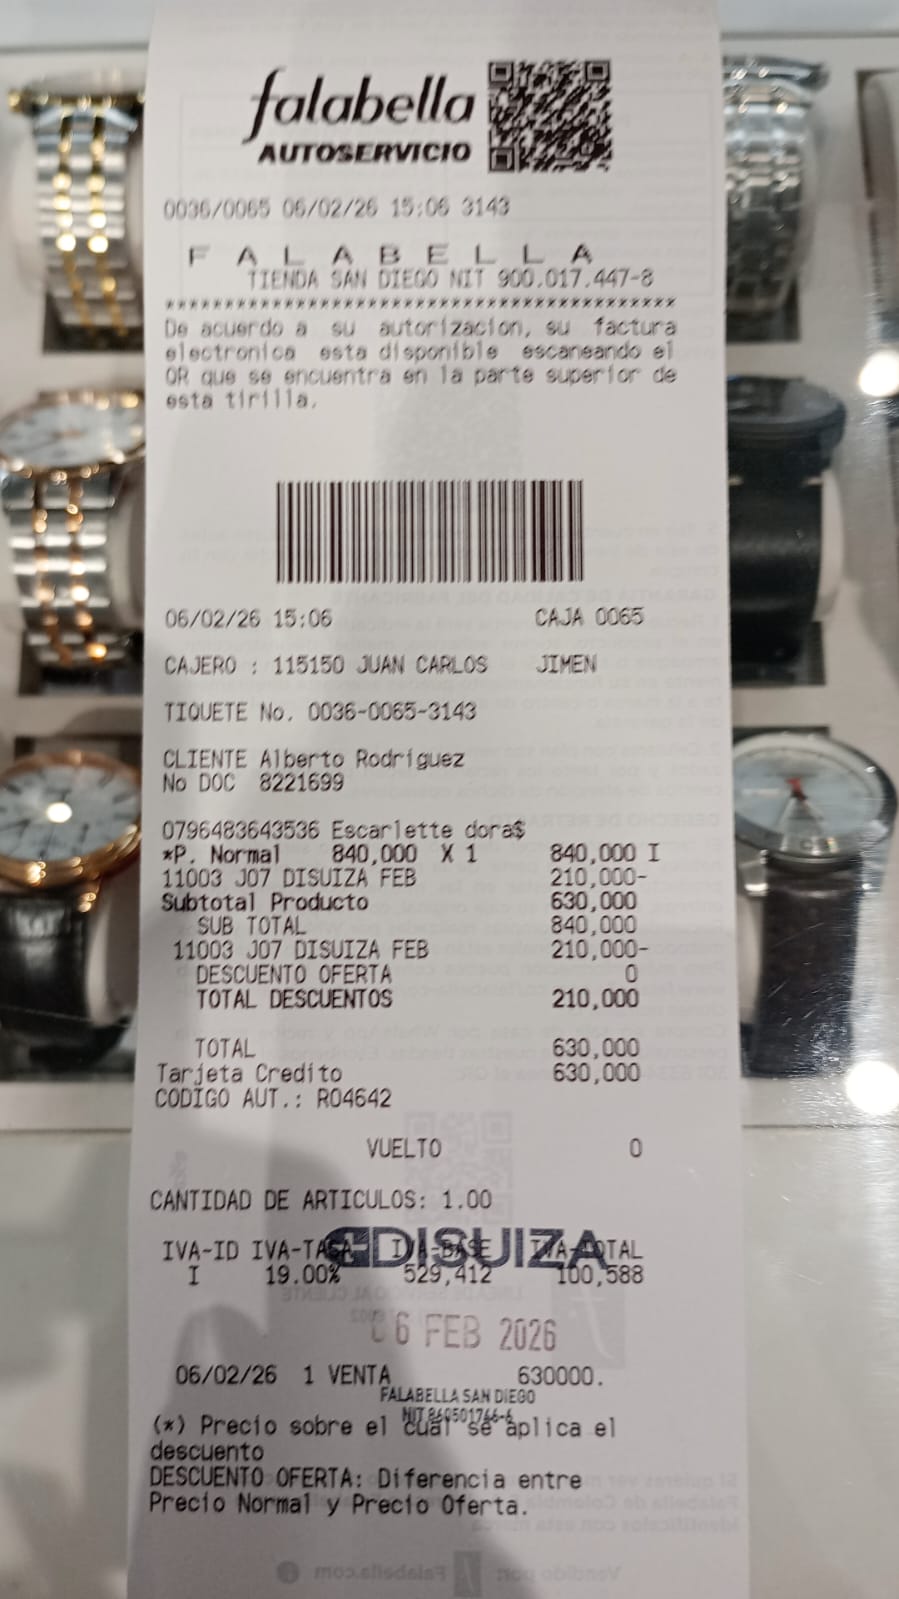 falabella
AUTOSERVICIO
0036/0065 06/02/26 15:06 3143
F A L A B E L L A
TIENDA SAN DIEGO NIT 900.017.447-8
*******************************************
De acuerdo a su autorizacion, su factura
electronica esta disponible escaneando el
QR que se encuentra en la parte superior de
esta tirilla.
06/02/26 15:06 CAJA 0065
CAJERO : 115150 JUAN CARLOS JIMEN
TIQUETE No. 0036-0065-3143
CLIENTE Alberto Rodriguez
No DOC 8221699
0796483643536 Escarlette dora$
*P. Normal 840,000 X 1 840,000 I
11003 J07 DISUIZA FEB 210,000-
Subtotal Producto 630,000
SUB TOTAL 840,000
11003 J07 DISUIZA FEB 210,000-
DESCUENTO OFERTA 0
TOTAL DESCUENTOS 210,000
TOTAL 630,000
Tarjeta Credito 630,000
CODIGO AUT.: R04642
VUELTO 0
CANTIDAD DE ARTICULOS: 1.00
DISUIZA
IVA-ID IVA-TASA IVA-BASE IVA-TOTAL
I 19.00% 529,412 100,588
06 FEB 2026
06/02/26 1 VENTA 630000.
FALABELLA SAN DIEGO
NIT 860501766-6
(*) Precio sobre el cual se aplica el
descuento
DESCUENTO OFERTA: Diferencia entre
Precio Normal y Precio Oferta.